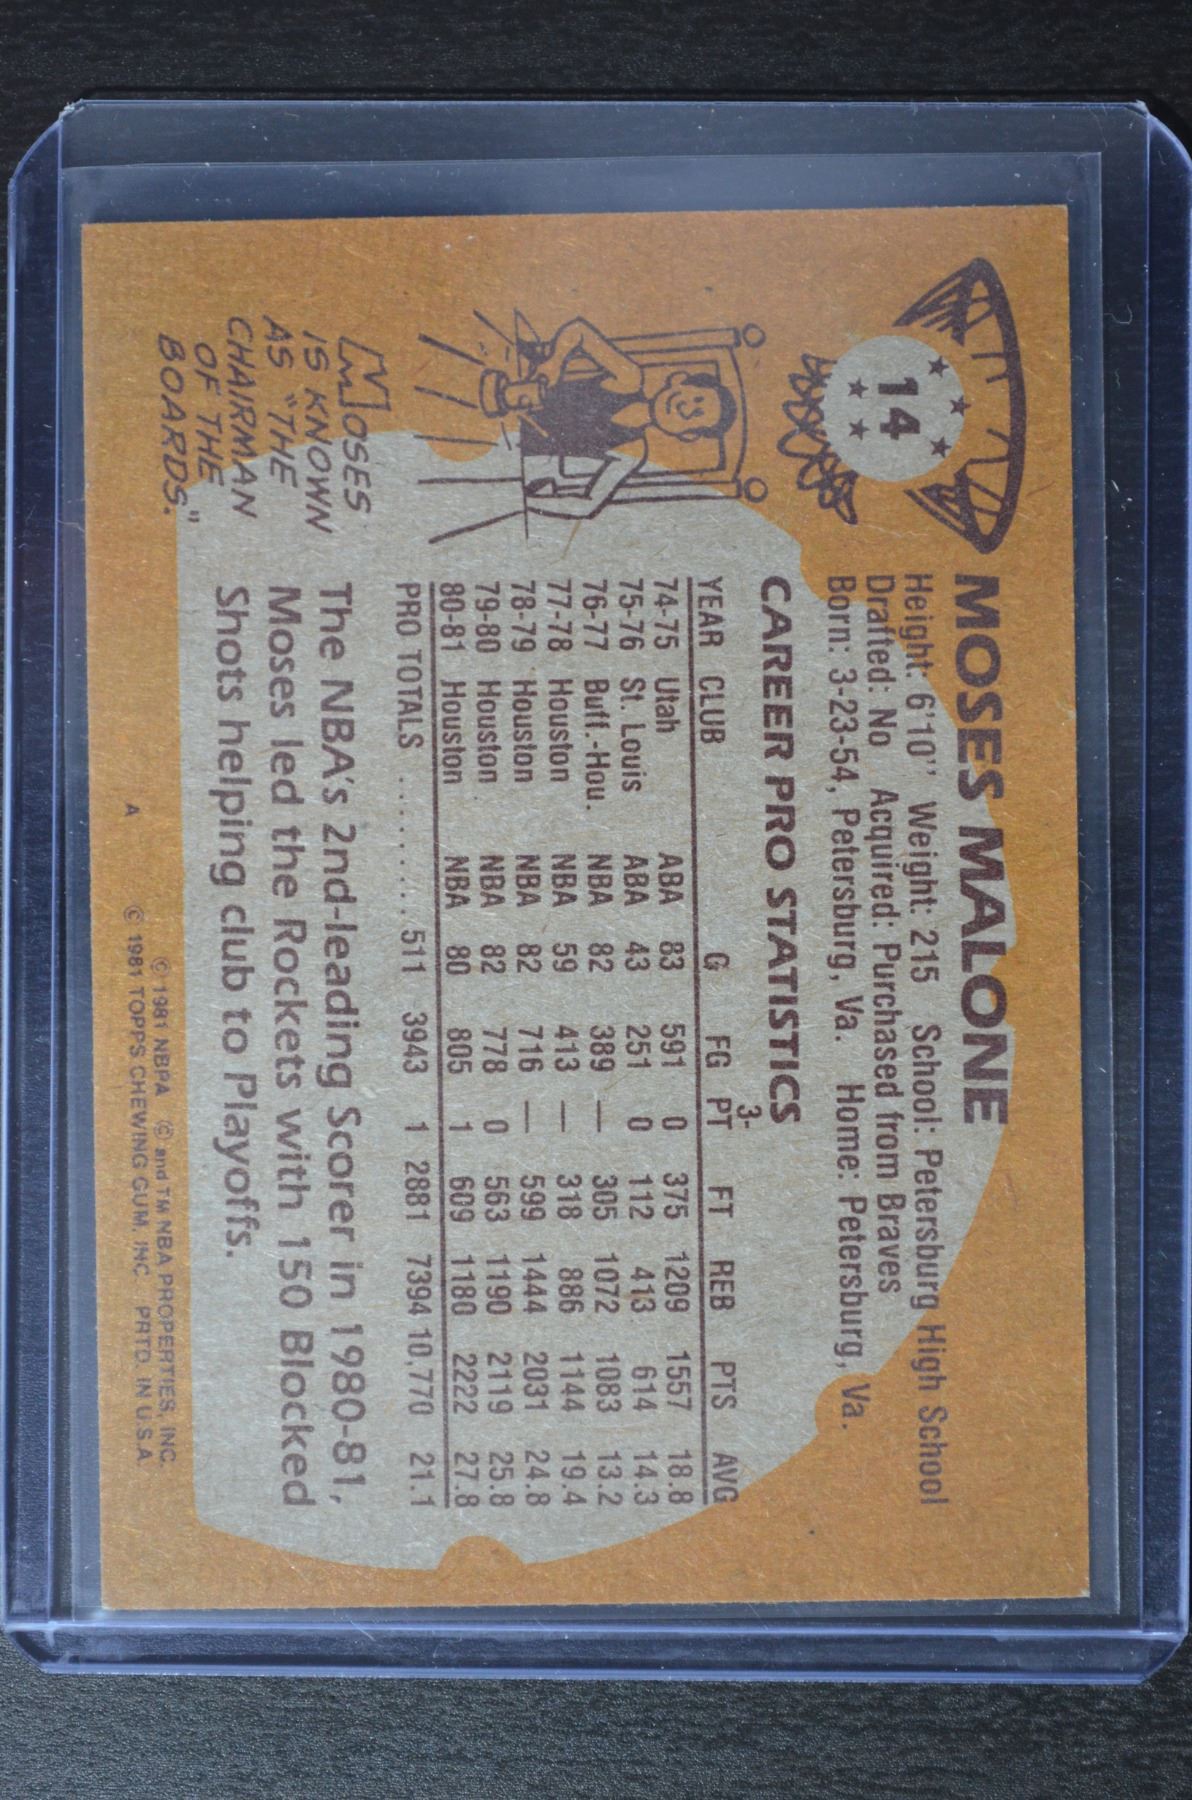 14
MOSES MALONE
Height: 6'10" Weight: 215 School: Petersburg High School
Drafted: No Acquired: Purchased from Braves
Born: 3-23-54, Petersburg, Va. Home: Petersburg, Va.
CAREER PRO STATISTICS
YEAR CLUB G FG 3-PT FT REB PTS AVG
74-75 Utah ABA 83 591 0 375 1209 1557 18.8
75-76 St. Louis ABA 43 251 0 112 413 614 14.3
76-77 Buff.-Hou. NBA 82 389 — 305 1072 1083 13.2
77-78 Houston NBA 59 413 — 318 886 1144 19.4
78-79 Houston NBA 82 716 — 599 1444 2031 24.8
79-80 Houston NBA 82 778 0 563 1190 2119 25.8
80-81 Houston NBA 80 805 1 609 1180 2222 27.8
PRO TOTALS ........511 3943 1 2881 7394 10,770 21.1
MOSES
IS KNOWN
AS "THE
CHAIRMAN
OF THE
BOARDS."
The NBA's 2nd-leading Scorer in 1980-81,
Moses led the Rockets with 150 Blocked
Shots helping club to Playoffs.
© 1981 NBPA © and TM NBA PROPERTIES, INC.
A © 1981 TOPPS CHEWING GUM, INC. PRTD. IN U.S.A.